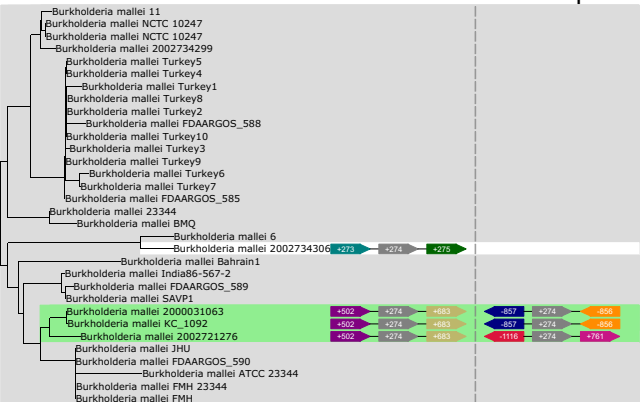 Burkholderia mallei 11
Burkholderia mallei NCTC 10247
Burkholderia mallei NCTC 10247
Burkholderia mallei 2002734299
Burkholderia mallei Turkey5
Burkholderia mallei Turkey4
Burkholderia mallei Turkey1
Burkholderia mallei Turkey8
Burkholderia mallei Turkey2
Burkholderia mallei FDAARGOS_588
Burkholderia mallei Turkey10
Burkholderia mallei Turkey3
Burkholderia mallei Turkey9
Burkholderia mallei Turkey6
Burkholderia mallei Turkey7
Burkholderia mallei FDAARGOS_585
Burkholderia mallei 23344
Burkholderia mallei BMQ
Burkholderia mallei 6
Burkholderia mallei 2002734306 +273 +274 +275
Burkholderia mallei Bahrain1
Burkholderia mallei India86-567-2
Burkholderia mallei FDAARGOS_589
Burkholderia mallei SAVP1
Burkholderia mallei 2000031063 +502 +274 +683 -857 +274 -856
Burkholderia mallei KC_1092 +502 +274 +683 -857 +274 -856
Burkholderia mallei 2002721276 +502 +274 +683 -1116 +274 +761
Burkholderia mallei JHU
Burkholderia mallei FDAARGOS_590
Burkholderia mallei ATCC 23344
Burkholderia mallei FMH 23344
Burkholderia mallei FMH